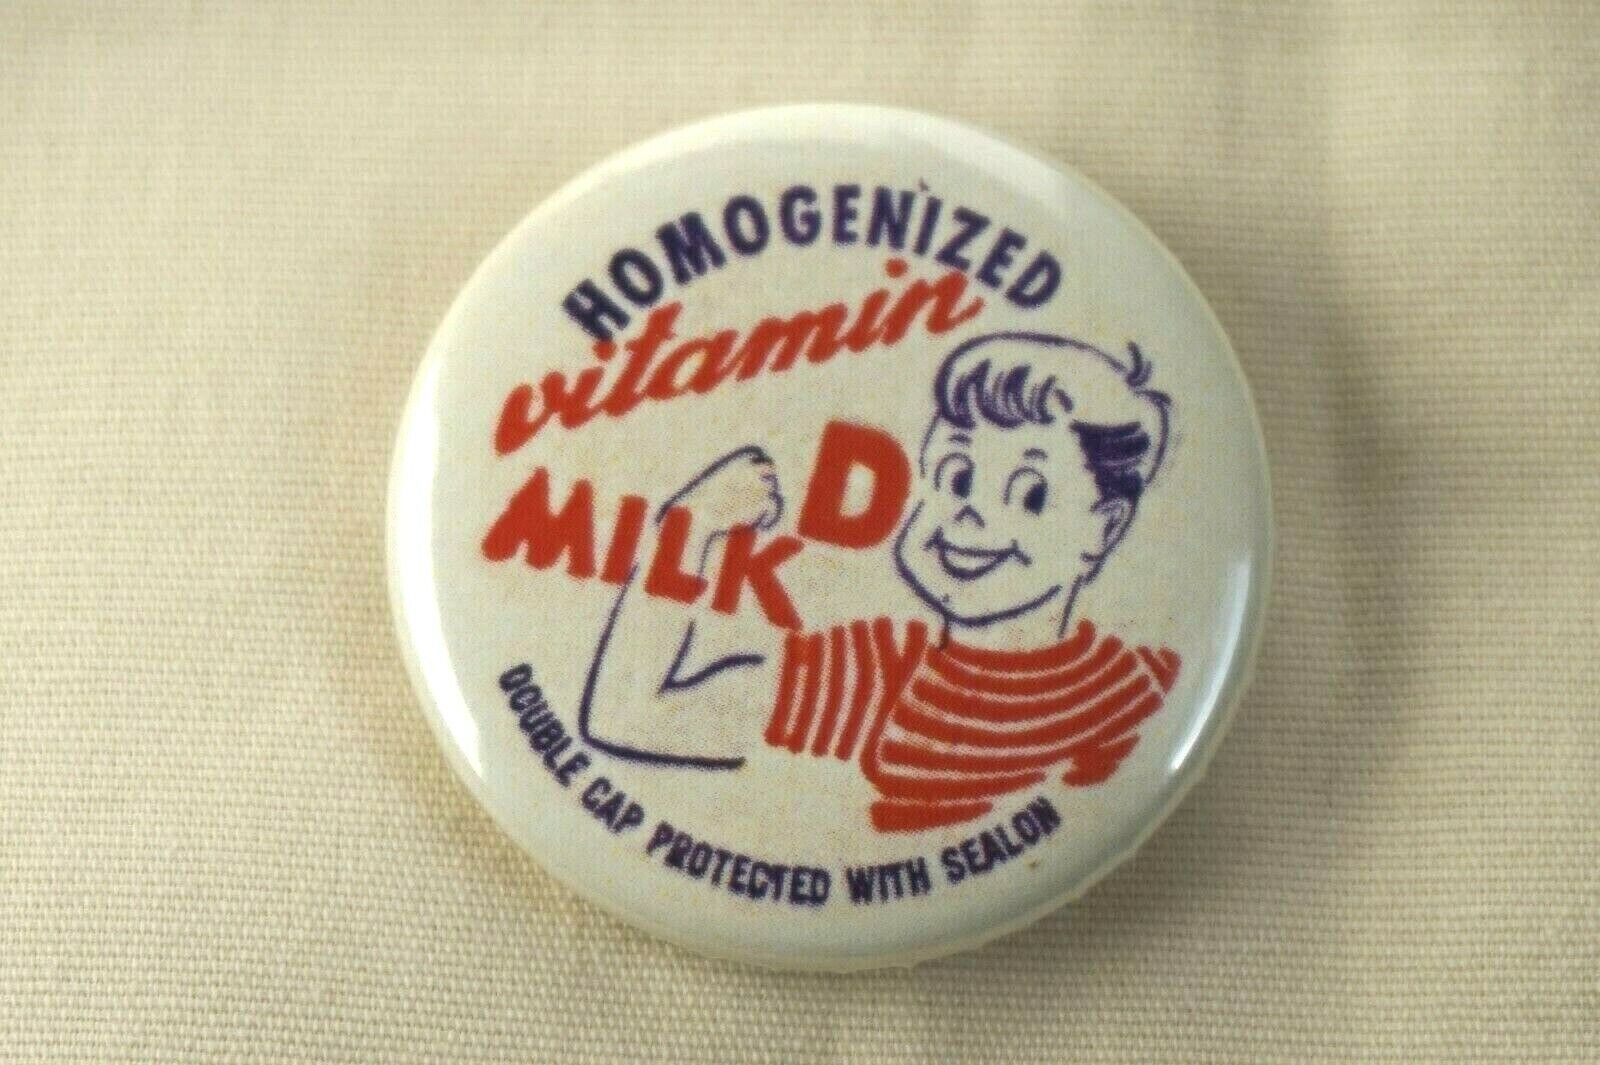 HOMOGENIZED
vitamin
D
MILK
DOUBLE CAP PROTECTED WITH SEALON